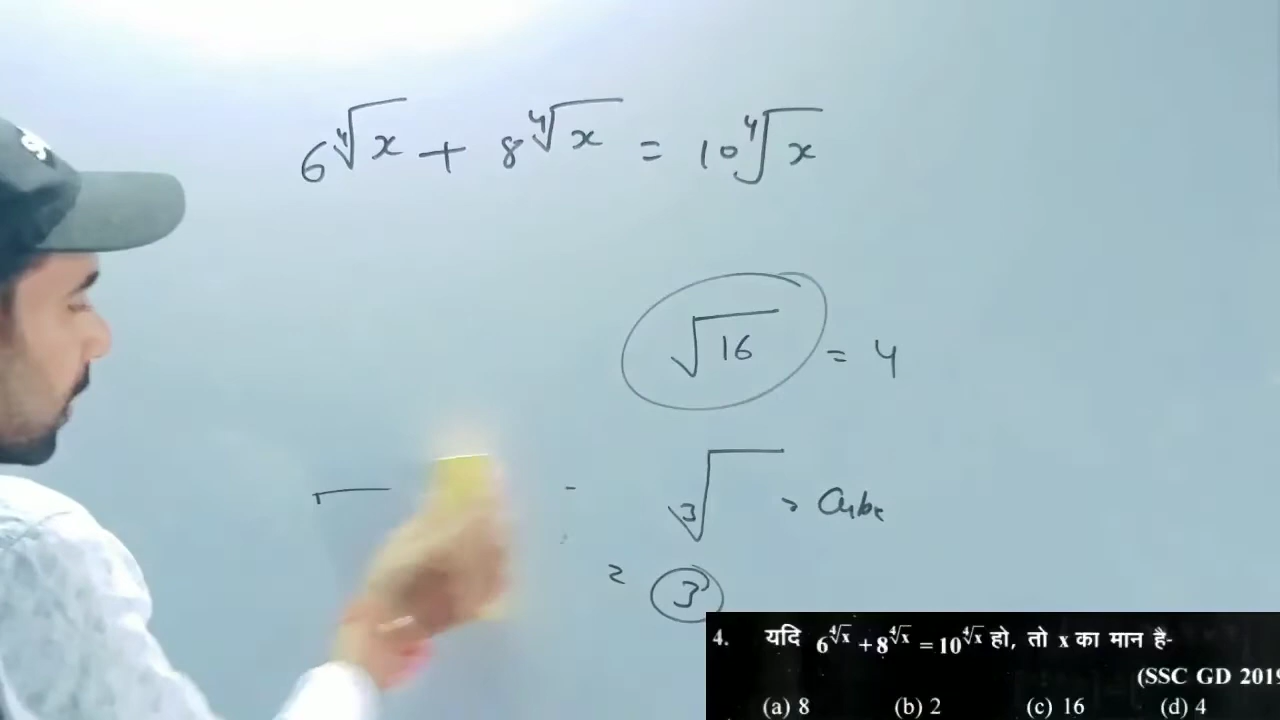 6^∜x + 8^∜x = 10^∜x
√16 = 4
∛ = Cube
= 3
4. यदि 6^∜x + 8^∜x = 10^∜x हो, तो x का मान है-
(SSC GD 2019
(a) 8 (b) 2 (c) 16 (d) 4